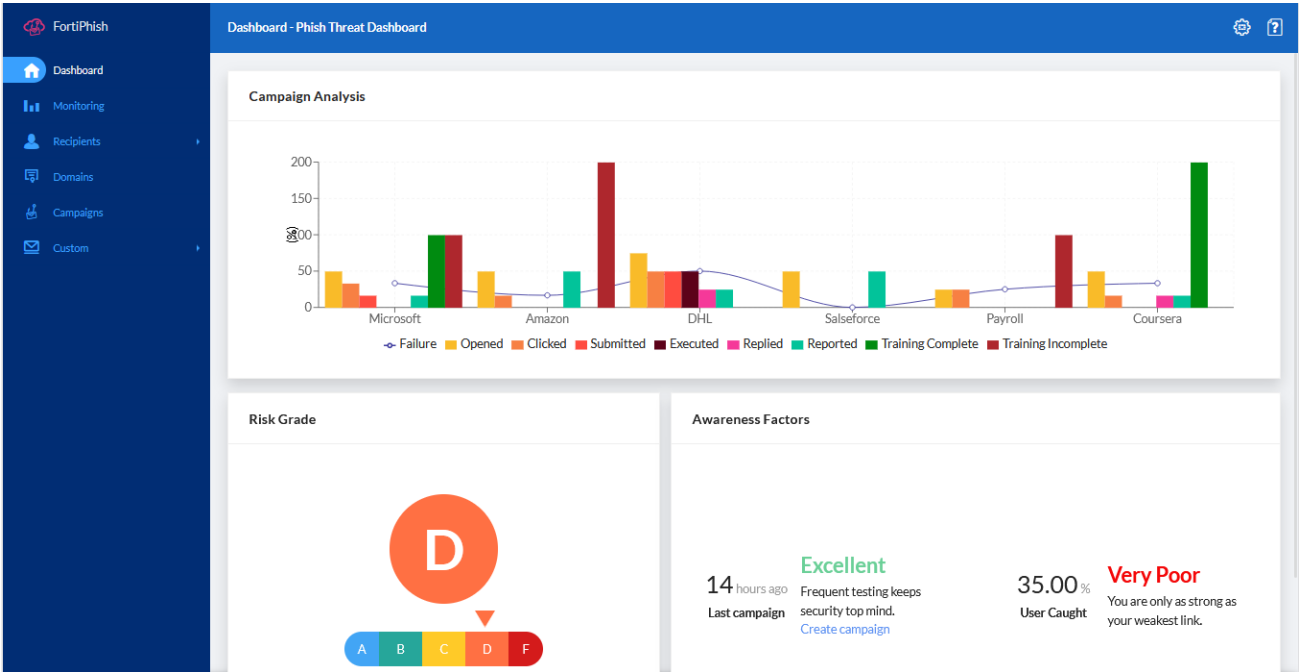 FortiPhish
Dashboard - Phish Threat Dashboard
Dashboard
Monitoring
Recipients
Domains
Campaigns
Custom
Campaign Analysis
200
150
100
50
0
(%)
Microsoft Amazon DHL Salseforce Payroll Coursera
Failure Opened Clicked Submitted Executed Replied Reported Training Complete Training Incomplete
Risk Grade
D
A B C D F
Awareness Factors
14 hours ago
Last campaign
Excellent
Frequent testing keeps
security top mind.
Create campaign
35.00 %
User Caught
Very Poor
You are only as strong as
your weakest link.